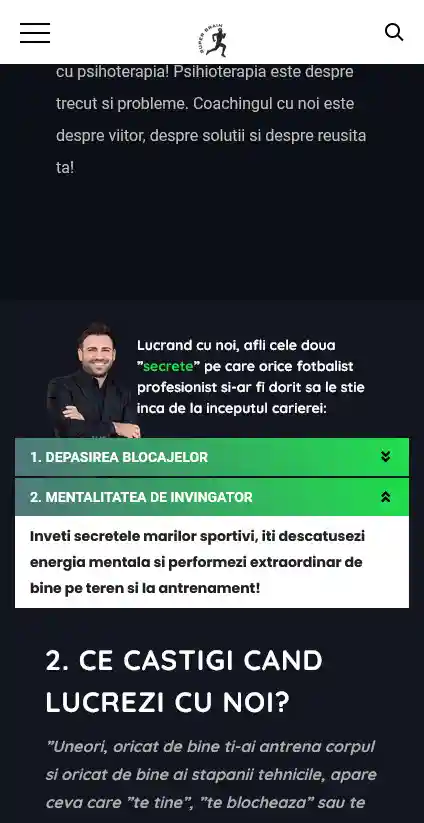 SUPER BRAIN
cu psihoterapia! Psihioterapia este despre
trecut si probleme. Coachingul cu noi este
despre viitor, despre solutii si despre reusita
ta!
Lucrand cu noi, afli cele doua
”secrete” pe care orice fotbalist
profesionist si-ar fi dorit sa le stie
inca de la inceputul carierei:
1. DEPASIREA BLOCAJELOR
2. MENTALITATEA DE INVINGATOR
Inveti secretele marilor sportivi, iti descatusezi
energia mentala si performezi extraordinar de
bine pe teren si la antrenament!
2. CE CASTIGI CAND
LUCREZI CU NOI?
”Uneori, oricat de bine ti-ai antrena corpul
si oricat de bine ai stapanii tehnicile, apare
ceva care ”te tine”, ”te blocheaza” sau te